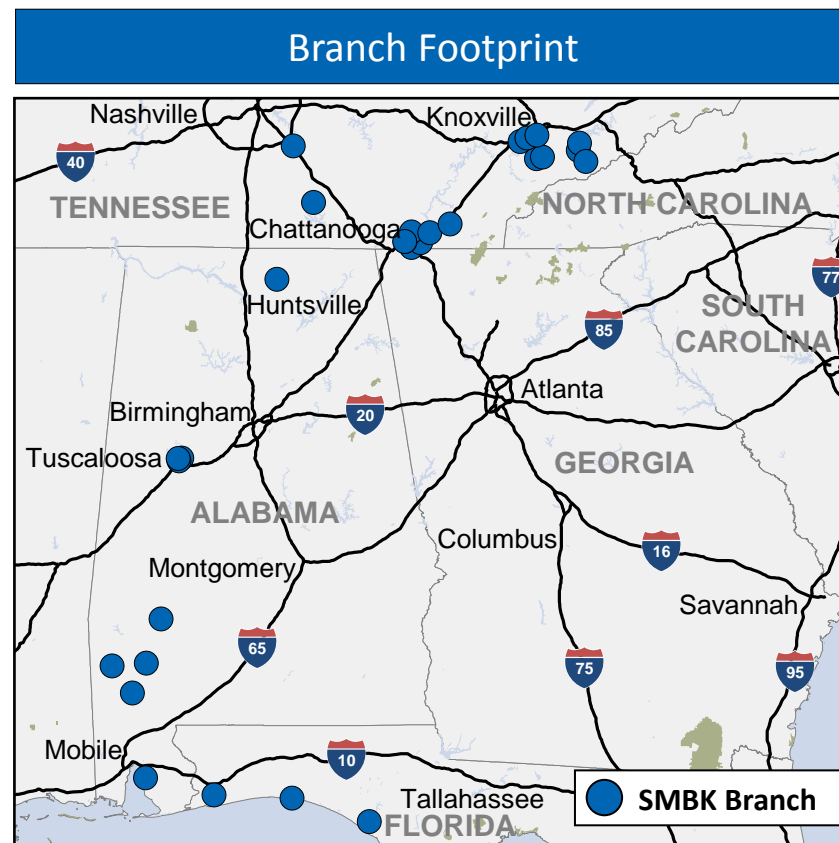 Branch Footprint
Nashville
Knoxville
40
TENNESSEE
NORTH CAROLINA
Chattanooga
77
Huntsville
SOUTH
CAROLINA
85
Atlanta
Birmingham
20
Tuscaloosa
GEORGIA
ALABAMA
Columbus
16
Montgomery
Savannah
65
75
95
Mobile
10
Tallahassee
SMBK Branch
FLORIDA